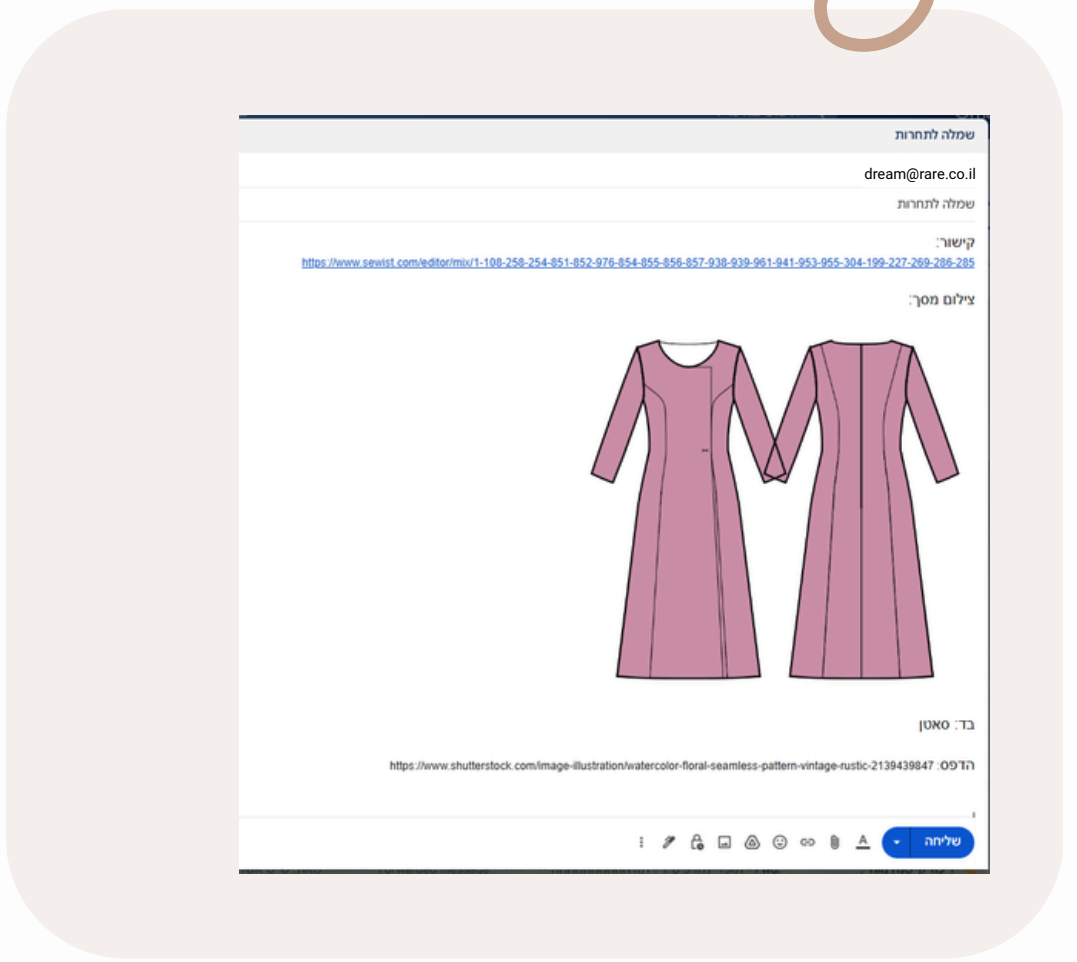 שמלה לתחרות
dream@rare.co.il
שמלה לתחרות
קישור:
https://www.sewist.com/editor/mix/1-108-258-254-851-852-976-854-855-856-857-938-939-961-941-953-955-304-199-227-269-286-285
צילום מסך:
בד: סאטן
הדפס: https://www.shutterstock.com/image-illustration/watercolor-floral-seamless-pattern-vintage-rustic-2139439847
שליחה